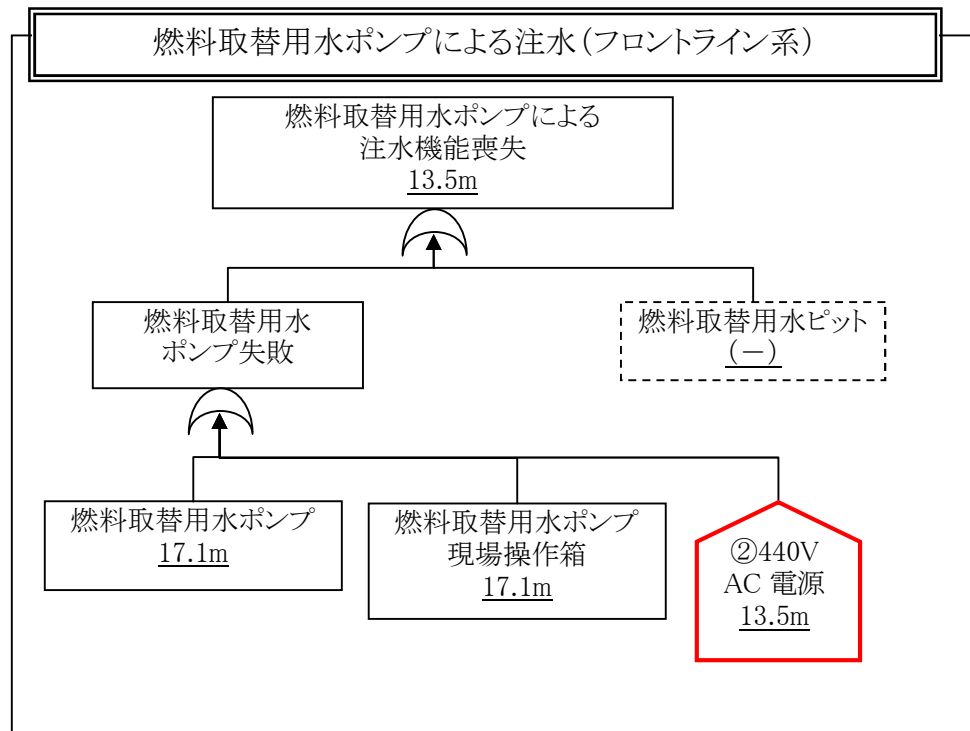 燃料取替用水ポンプによる注水(フロントライン系)
燃料取替用水ポンプによる
注水機能喪失
13.5m
燃料取替用水
ポンプ失敗
燃料取替用水ピット
(-)
燃料取替用水ポンプ
17.1m
燃料取替用水ポンプ
現場操作箱
17.1m
②440V
AC 電源
13.5m